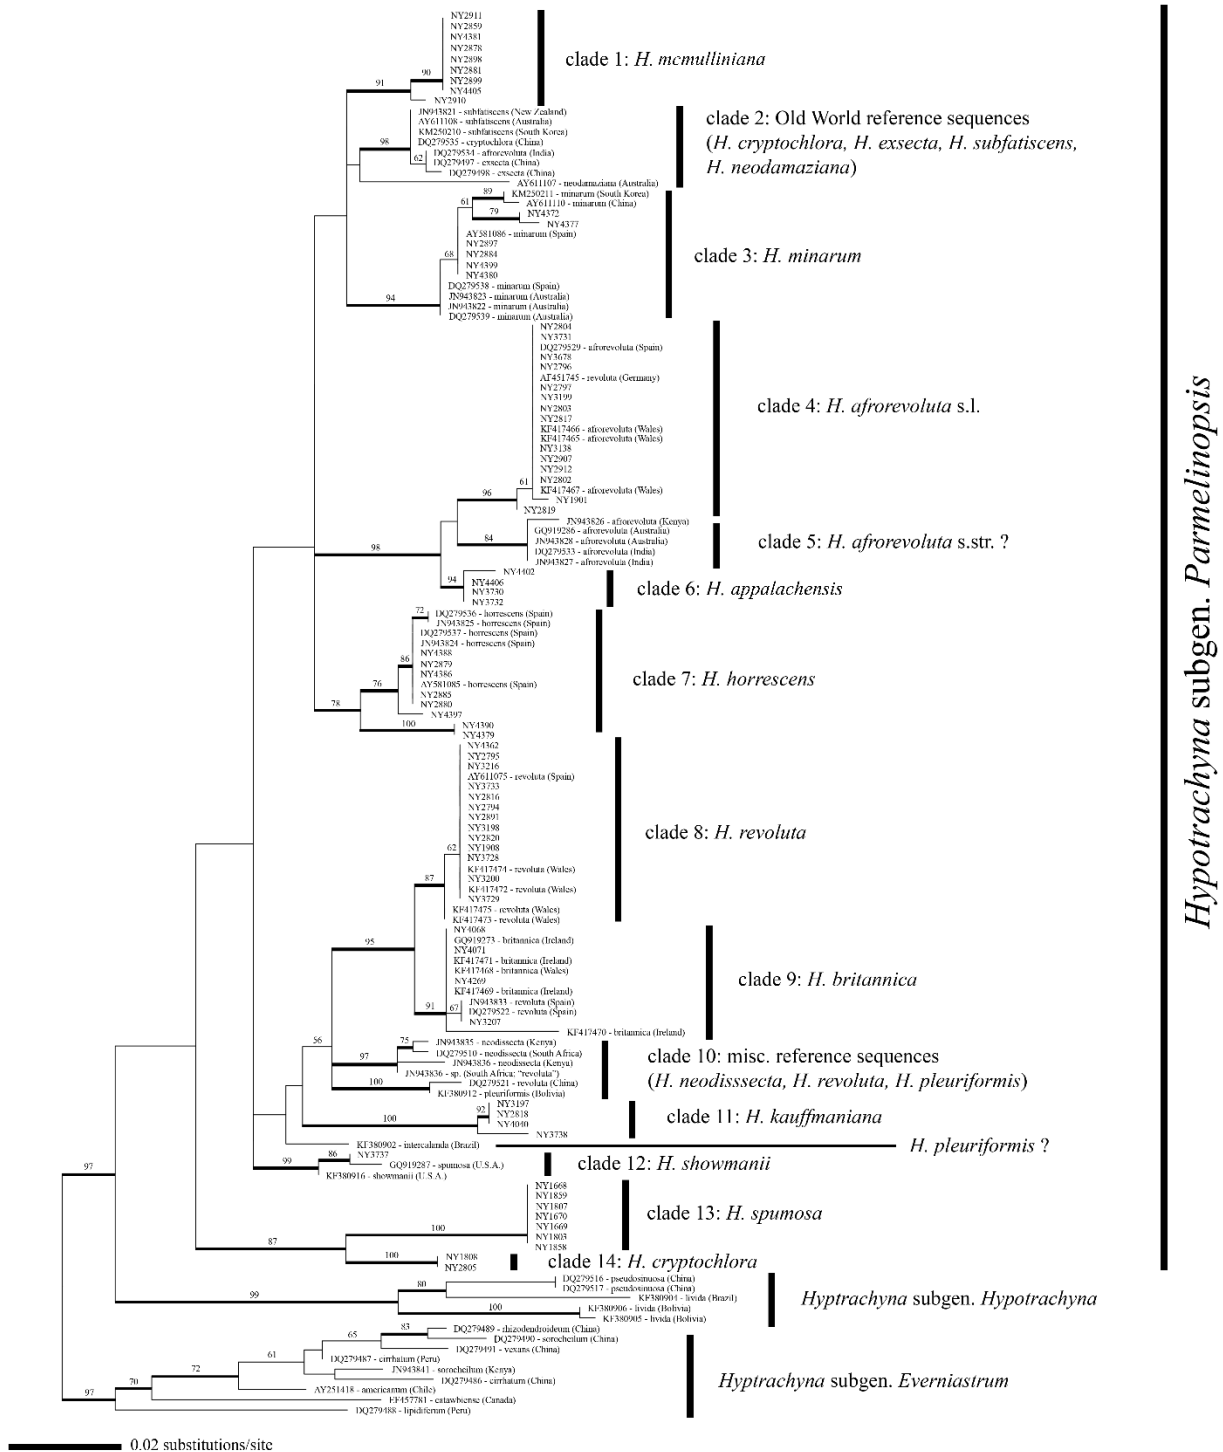 NY2911
NY2859
NY4381
NY2878
NY2898
NY2881
90
NY2899
91
NY4405
NY2910
clade 1: H. mcmulliniana
JN943821 - subfatiscens (New Zealand)
AY611108 - subfatiscens (Australia)
KM250210 - subfatiscens (South Korea)
DQ279535 - cryptochlora (China)
98
DQ279534 - afrorevoluta (India)
62
DQ279497 - exsecta (China)
DQ279498 - exsecta (China)
AY611107 - neodamaziana (Australia)
clade 2: Old World reference sequences
(H. cryptochlora, H. exsecta, H. subfatiscens,
H. neodamaziana)
89
KM250211 - minarum (South Korea)
61
AY611110 - minarum (China)
79
NY4372
NY4377
AY581086 - minarum (Spain)
NY2897
68
NY2884
NY4399
NY4380
DQ279538 - minarum (Spain)
94
JN943823 - minarum (Australia)
JN943822 - minarum (Australia)
DQ279539 - minarum (Australia)
clade 3: H. minarum
NY2804
NY3731
DQ279529 - afrorevoluta (Spain)
NY3678
NY2796
AF451745 - revoluta (Germany)
NY2797
NY3199
NY2803
NY2817
KF417466 - afrorevoluta (Wales)
KF417465 - afrorevoluta (Wales)
NY3138
NY2907
NY2912
NY2802
61
KF417467 - afrorevoluta (Wales)
96
NY1901
NY2819
clade 4: H. afrorevoluta s.l.
JN943826 - afrorevoluta (Kenya)
GQ919286 - afrorevoluta (Australia)
84
JN943828 - afrorevoluta (Australia)
DQ279533 - afrorevoluta (India)
98
JN943827 - afrorevoluta (India)
clade 5: H. afrorevoluta s.str. ?
NY4402
94
NY4406
NY3730
NY3732
clade 6: H. appalachensis
72
DQ279536 - horrescens (Spain)
JN943825 - horrescens (Spain)
DQ279537 - horrescens (Spain)
JN943824 - horrescens (Spain)
NY4388
86
NY2879
NY4386
76
AY581085 - horrescens (Spain)
NY2885
78
NY2880
NY4397
100
NY4390
NY4379
clade 7: H. horrescens
NY4362
NY2795
NY3216
AY611075 - revoluta (Spain)
NY3733
NY2816
NY2794
NY2891
NY3198
NY2820
NY1908
62
NY3728
KF417474 - revoluta (Wales)
87
NY3200
KF417472 - revoluta (Wales)
NY3729
KF417475 - revoluta (Wales)
KF417473 - revoluta (Wales)
clade 8: H. revoluta
NY4068
95
GQ919273 - britannica (Ireland)
NY4071
KF417471 - britannica (Ireland)
KF417468 - britannica (Wales)
NY4269
KF417469 - britannica (Ireland)
91
67
JN943833 - revoluta (Spain)
DQ279522 - revoluta (Spain)
NY3207
KF417470 - britannica (Ireland)
clade 9: H. britannica
56
75
JN943835 - neodissecta (Kenya)
DQ279510 - neodissecta (South Africa)
97
JN943836 - neodissecta (Kenya)
JN943836 - sp. (South Africa: "revoluta")
100
DQ279521 - revoluta (China)
KF380912 - pleuriformis (Bolivia)
clade 10: misc. reference sequences
(H. neodisssecta, H. revoluta, H. pleuriformis)
NY3197
92
NY2818
100
NY4040
NY3738
clade 11: H. kauffmaniana
KF380902 - intercalanda (Brazil)
H. pleuriformis ?
86
NY3737
99
GQ919287 - spumosa (U.S.A.)
KF380916 - showmanii (U.S.A.)
clade 12: H. showmanii
97
NY1668
NY1859
NY1807
NY1670
100
NY1669
NY1803
NY1858
clade 13: H. spumosa
87
100
NY1808
NY2805
clade 14: H. cryptochlora
Hypotrachyna subgen. Parmelinopsis
DQ279516 - pseudosinuosa (China)
80
DQ279517 - pseudosinuosa (China)
99
KF380904 - livida (Brazil)
100
KF380906 - livida (Bolivia)
KF380905 - livida (Bolivia)
Hyptrachyna subgen. Hypotrachyna
83
DQ279489 - rhizodendroideum (China)
65
DQ279490 - sorocheilum (China)
DQ279491 - vexans (China)
61
DQ279487 - cirrhatum (Peru)
72
JN943841 - sorocheilum (Kenya)
DQ279486 - cirrhatum (China)
70
AY251418 - americanum (Chile)
97
EF457781 - catawbiense (Canada)
DQ279488 - lipidiferum (Peru)
Hyptrachyna subgen. Everniastrum
0.02 substitutions/site